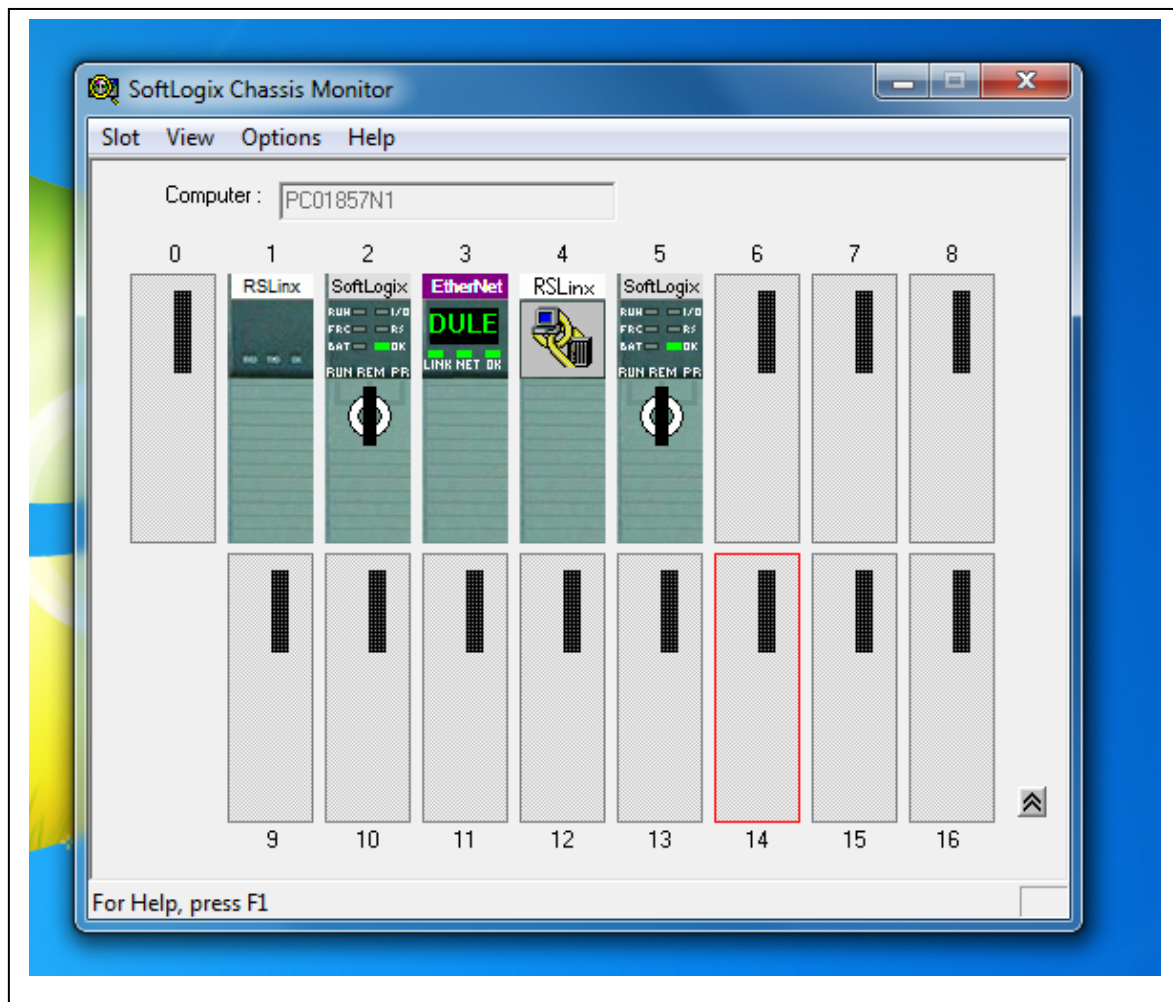 SoftLogix Chassis Monitor
Slot View Options Help
Computer : PC01857N1
0 1 2 3 4 5 6 7 8
RSLinx SoftLogix EtherNet RSLinx SoftLogix
RUN I/O DULE RUN I/O
FRC RS FRC RS
BAT OK LINK NET OK BAT OK
RUN REM PR RUN REM PR
9 10 11 12 13 14 15 16
For Help, press F1